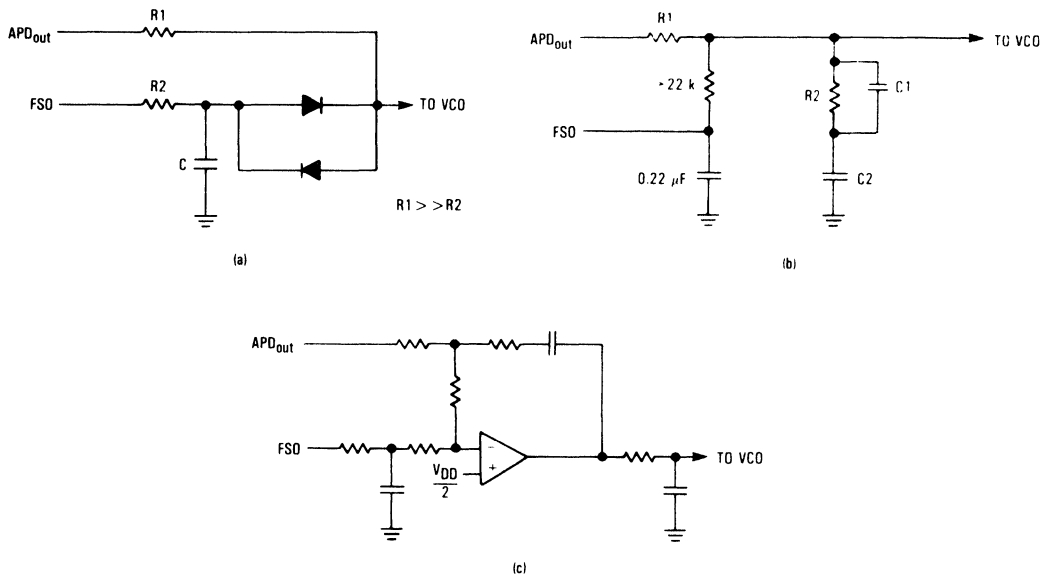 R1
APDout
R2
FSO
TO VCO
C
R1 > > R2
(a)
R1
APDout
TO VCO
22 k
R2
C1
FSO
0.22 μF
C2
(b)
APDout
FSO
−
+
VDD
2
TO VCO
(c)